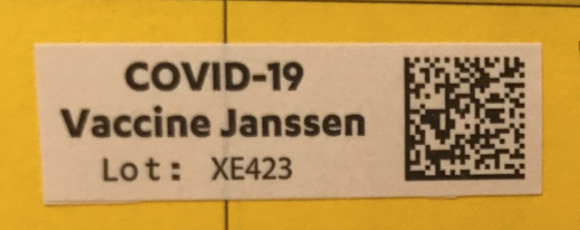 COVID-19
Vaccine Janssen
Lot: XE423